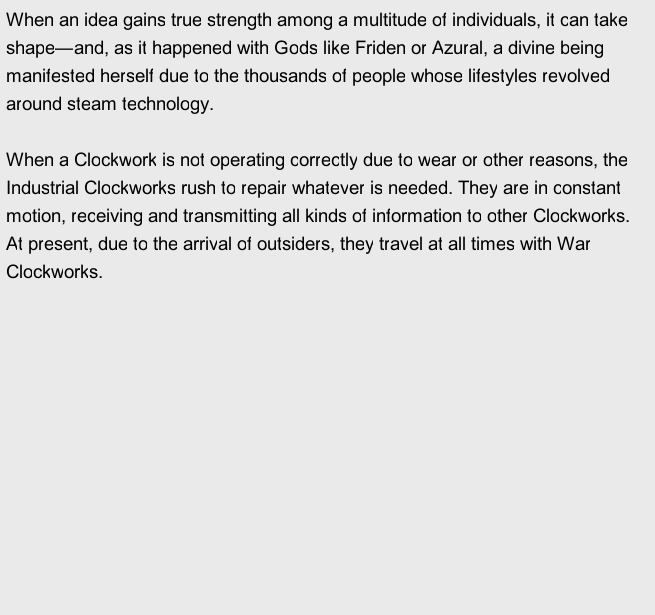 When an idea gains true strength among a multitude of individuals, it can take
shape—and, as it happened with Gods like Friden or Azural, a divine being
manifested herself due to the thousands of people whose lifestyles revolved
around steam technology.
When a Clockwork is not operating correctly due to wear or other reasons, the
Industrial Clockworks rush to repair whatever is needed. They are in constant
motion, receiving and transmitting all kinds of information to other Clockworks.
At present, due to the arrival of outsiders, they travel at all times with War
Clockworks.